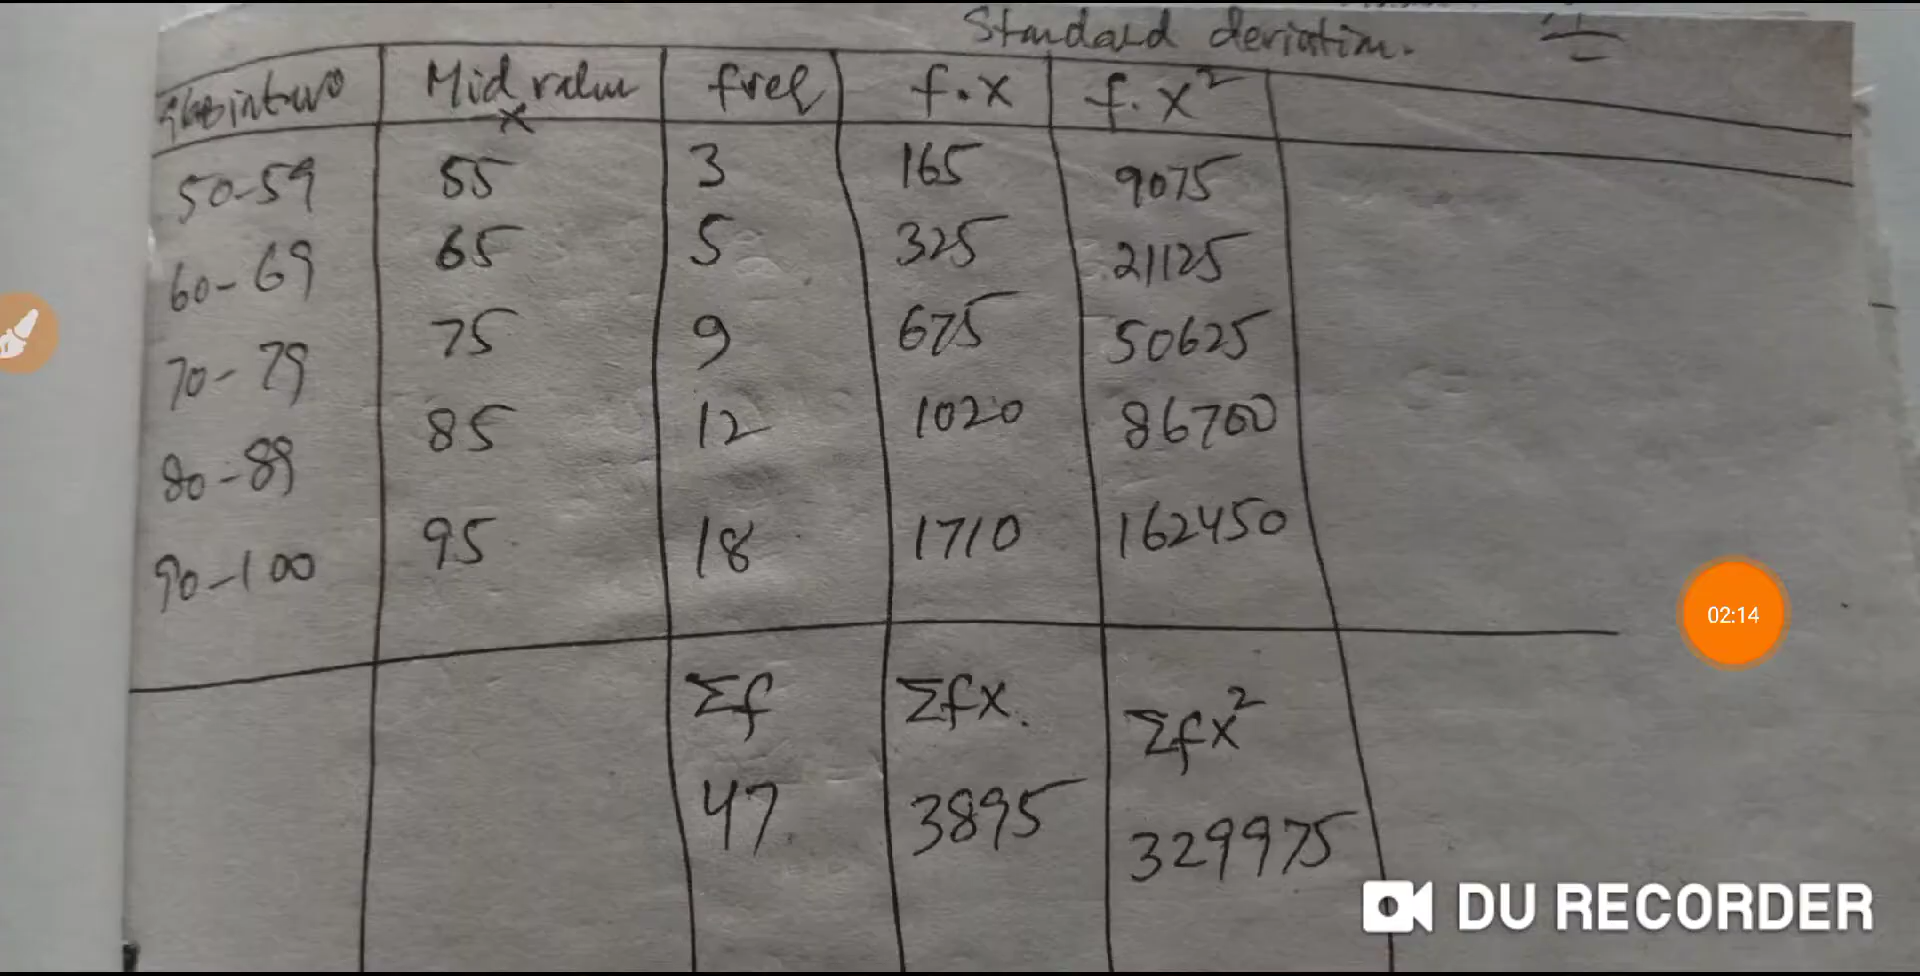 Standard deviation.
Mid value freq f.x f.x²
x
50-59 55 3 165 9075
60-69 65 5 325 21125
70-79 75 9 675 50625
80-89 85 12 1020 86700
90-100 95 18 1710 162450
Σf Σfx. Σfx²
47 3895 329975
02:14
DU RECORDER